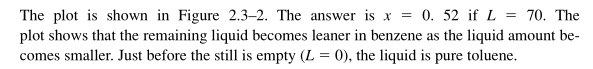 The plot is shown in Figure 2.3–2. The answer is x = 0. 52 if L = 70. The
plot shows that the remaining liquid becomes leaner in benzene as the liquid amount be-
comes smaller. Just before the still is empty (L = 0), the liquid is pure toluene.